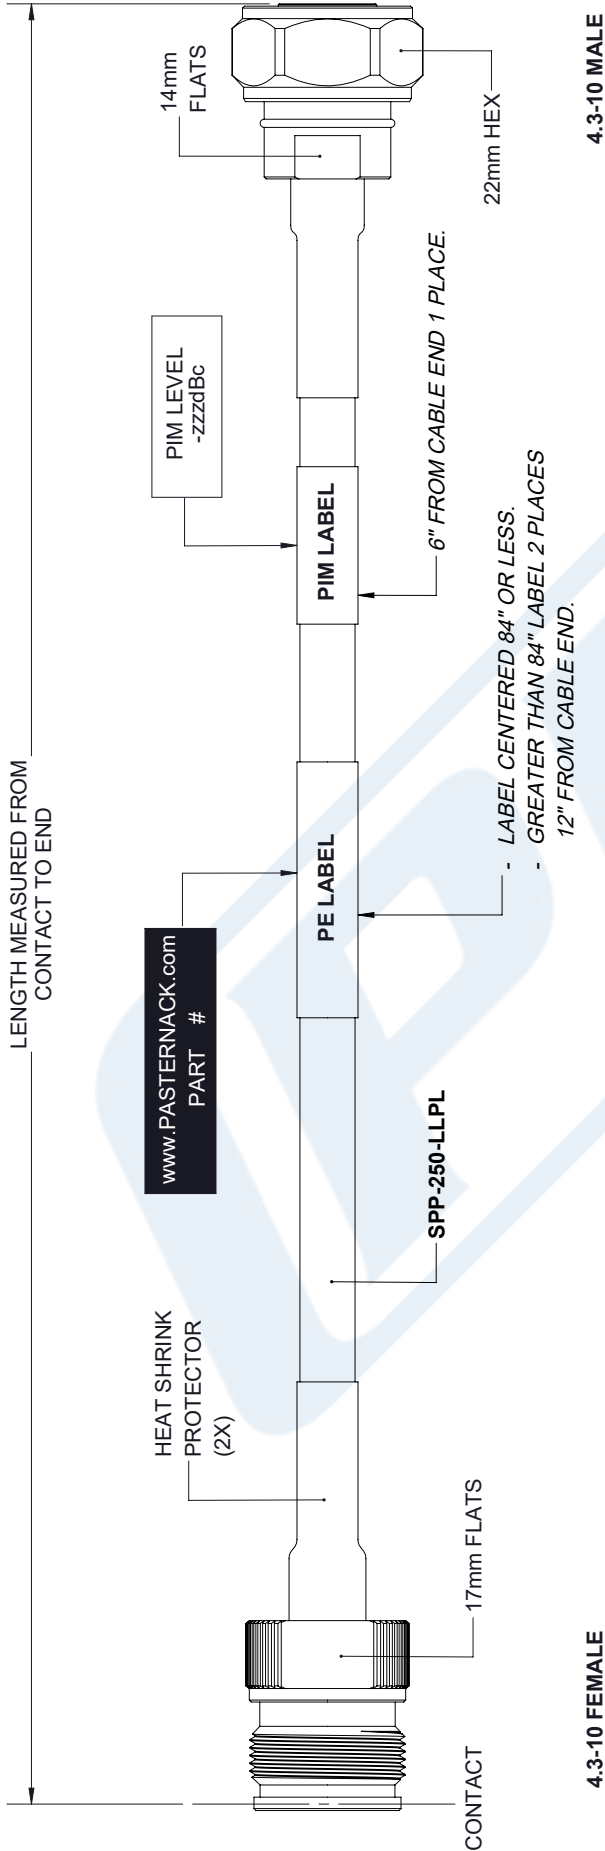 LENGTH MEASURED FROM
CONTACT TO END
www.PASTERNACK.com
PART #
PIM LEVEL
-zzzdBc
14mm
FLATS
HEAT SHRINK
PROTECTOR
(2X)
PE LABEL
PIM LABEL
CONTACT
17mm FLATS
SPP-250-LLPL
6" FROM CABLE END 1 PLACE.
22mm HEX
- LABEL CENTERED 84" OR LESS.
- GREATER THAN 84" LABEL 2 PLACES
12" FROM CABLE END.
4.3-10 FEMALE
4.3-10 MALE